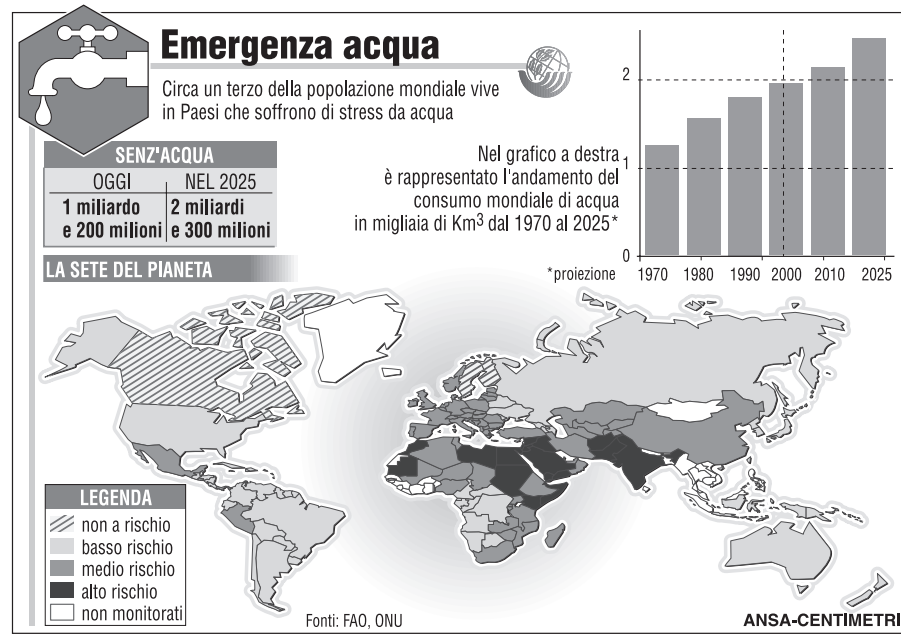 Emergenza acqua
Circa un terzo della popolazione mondiale vive
in Paesi che soffrono di stress da acqua
SENZ'ACQUA
OGGI NEL 2025
1 miliardo 2 miliardi
e 200 milioni e 300 milioni
Nel grafico a destra
è rappresentato l'andamento del
consumo mondiale di acqua
in migliaia di Km³ dal 1970 al 2025*
*proiezione
2
1
0
1970 1980 1990 2000 2010 2025
LA SETE DEL PIANETA
LEGENDA
non a rischio
basso rischio
medio rischio
alto rischio
non monitorati
Fonti: FAO, ONU
ANSA-CENTIMETRI